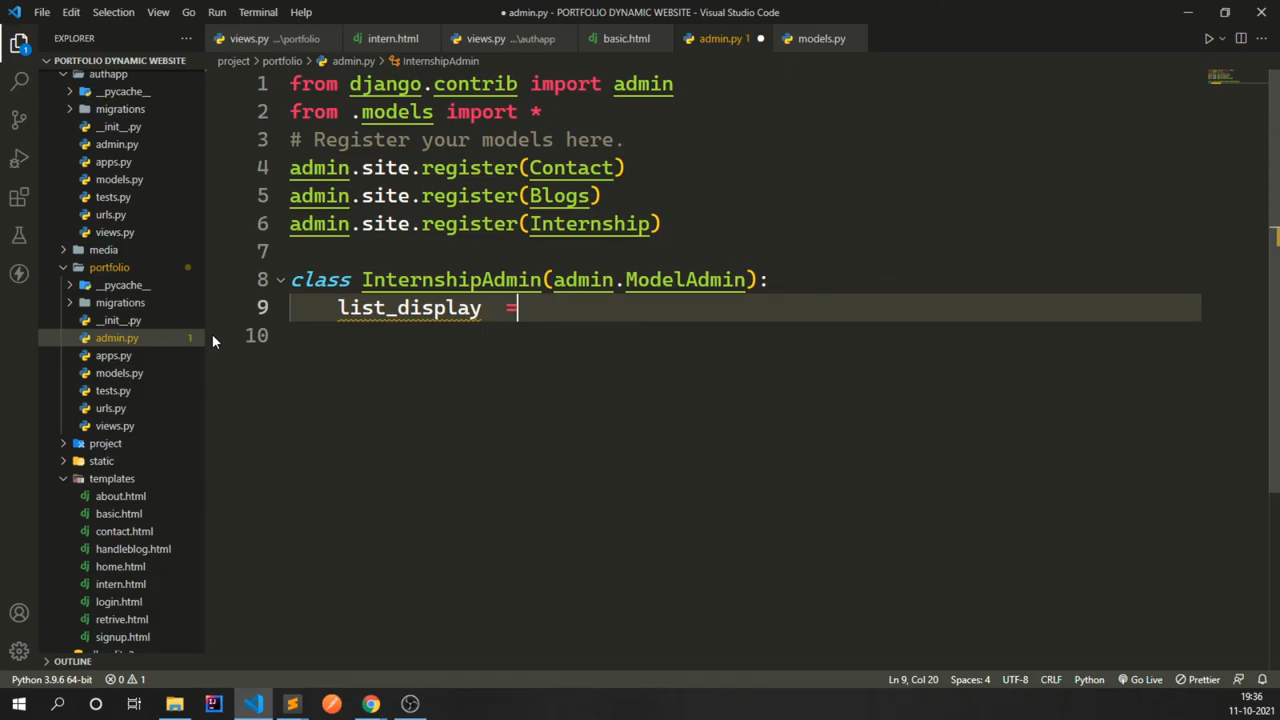 File Edit Selection View Go Run Terminal Help
● admin.py - PORTFOLIO DYNAMIC WEBSITE - Visual Studio Code
EXPLORER
views.py ...\portfolio
intern.html
views.py ...\authapp
basic.html
admin.py 1
models.py
PORTFOLIO DYNAMIC WEBSITE
project > portfolio > admin.py > InternshipAdmin
authapp
__pycache__
migrations
__init__.py
admin.py
apps.py
models.py
tests.py
urls.py
views.py
media
portfolio
__pycache__
migrations
__init__.py
admin.py 1
apps.py
models.py
tests.py
urls.py
views.py
project
static
templates
about.html
basic.html
contact.html
handleblog.html
home.html
intern.html
login.html
retrive.html
signup.html
OUTLINE
1 from django.contrib import admin
2 from .models import *
3 # Register your models here.
4 admin.site.register(Contact)
5 admin.site.register(Blogs)
6 admin.site.register(Internship)
7
8 class InternshipAdmin(admin.ModelAdmin):
9 list_display =
10
1
Python 3.9.6 64-bit 0 1
Ln 9, Col 20 Spaces: 4 UTF-8 CRLF Python Go Live Prettier
19:36
11-10-2021